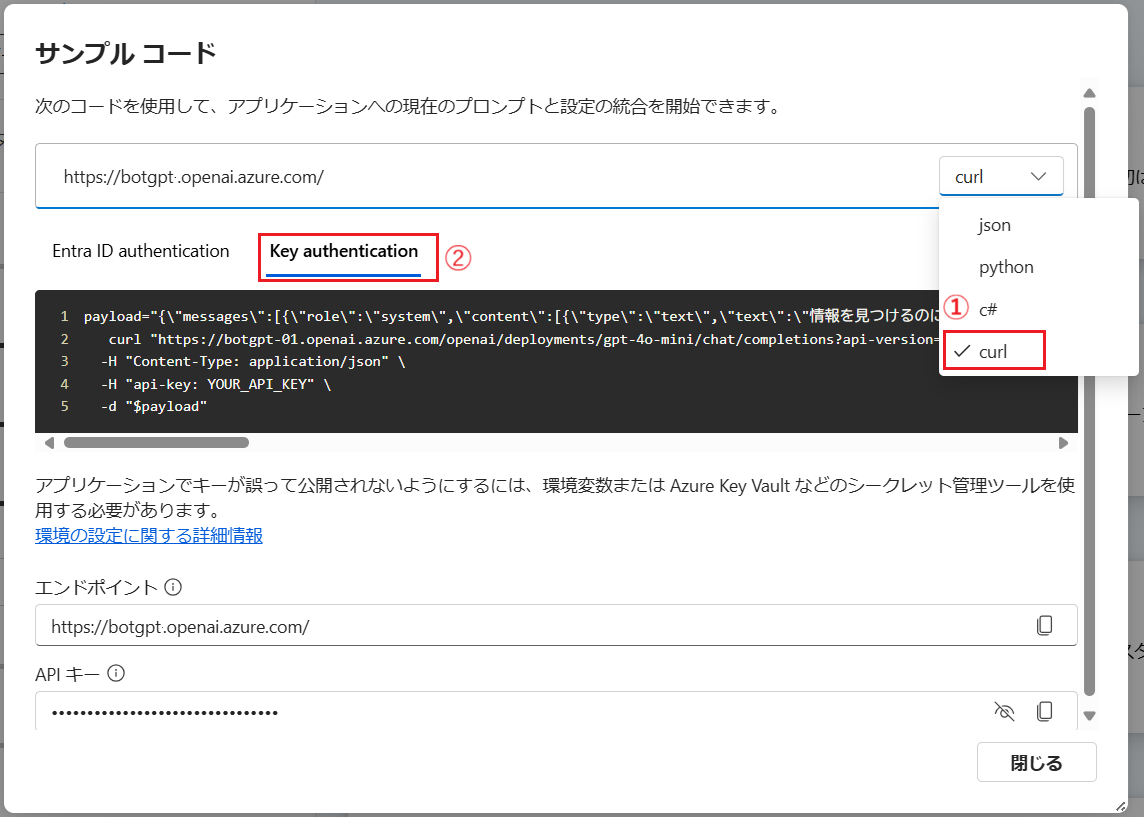 サンプル コード
次のコードを使用して、アプリケーションへの現在のプロンプトと設定の統合を開始できます。
https://botgpt.openai.azure.com/
curl
json
python
① c#
curl
Entra ID authentication
Key authentication ②
1 payload="{\"messages\":[{\"role\":\"system\",\"content\":[{\"type\":\"text\",\"text\":\"情報を見つけるのに
2 curl "https://botgpt-01.openai.azure.com/openai/deployments/gpt-4o-mini/chat/completions?api-version=
3 -H "Content-Type: application/json" \
4 -H "api-key: YOUR_API_KEY" \
5 -d "$payload"
アプリケーションでキーが誤って公開されないようにするには、環境変数または Azure Key Vault などのシークレット管理ツールを使
用する必要があります。
環境の設定に関する詳細情報
エンドポイント
https://botgpt.openai.azure.com/
API キー
••••••••••••••••••••••••••••••••
閉じる